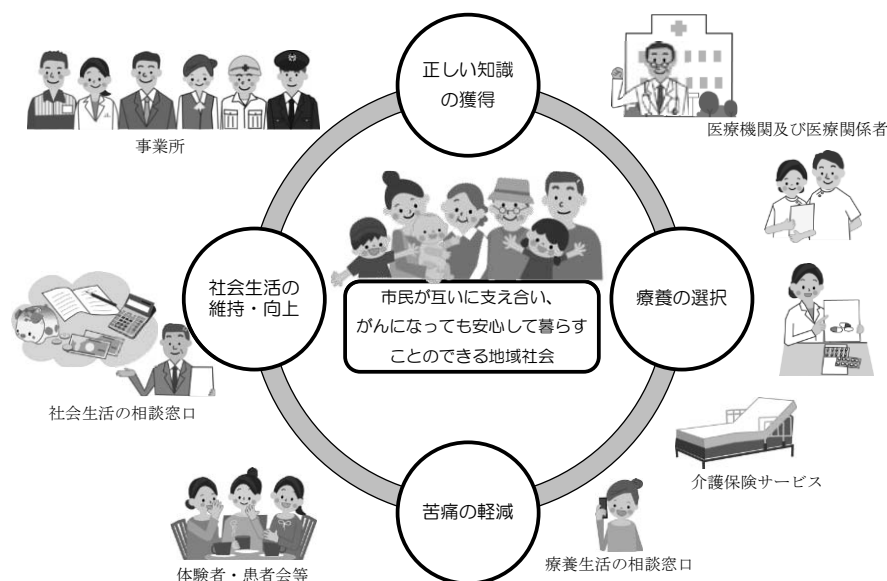 正しい知識
の獲得
事業所
医療機関及び医療関係者
社会生活の
維持・向上
市民が互いに支え合い、
がんになっても安心して暮らす
ことのできる地域社会
療養の選択
社会生活の相談窓口
介護保険サービス
苦痛の軽減
療養生活の相談窓口
体験者・患者会等